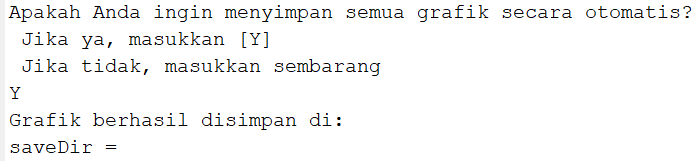 Apakah Anda ingin menyimpan semua grafik secara otomatis?
Jika ya, masukkan [Y]
Jika tidak, masukkan sembarang
Y
Grafik berhasil disimpan di:
saveDir =